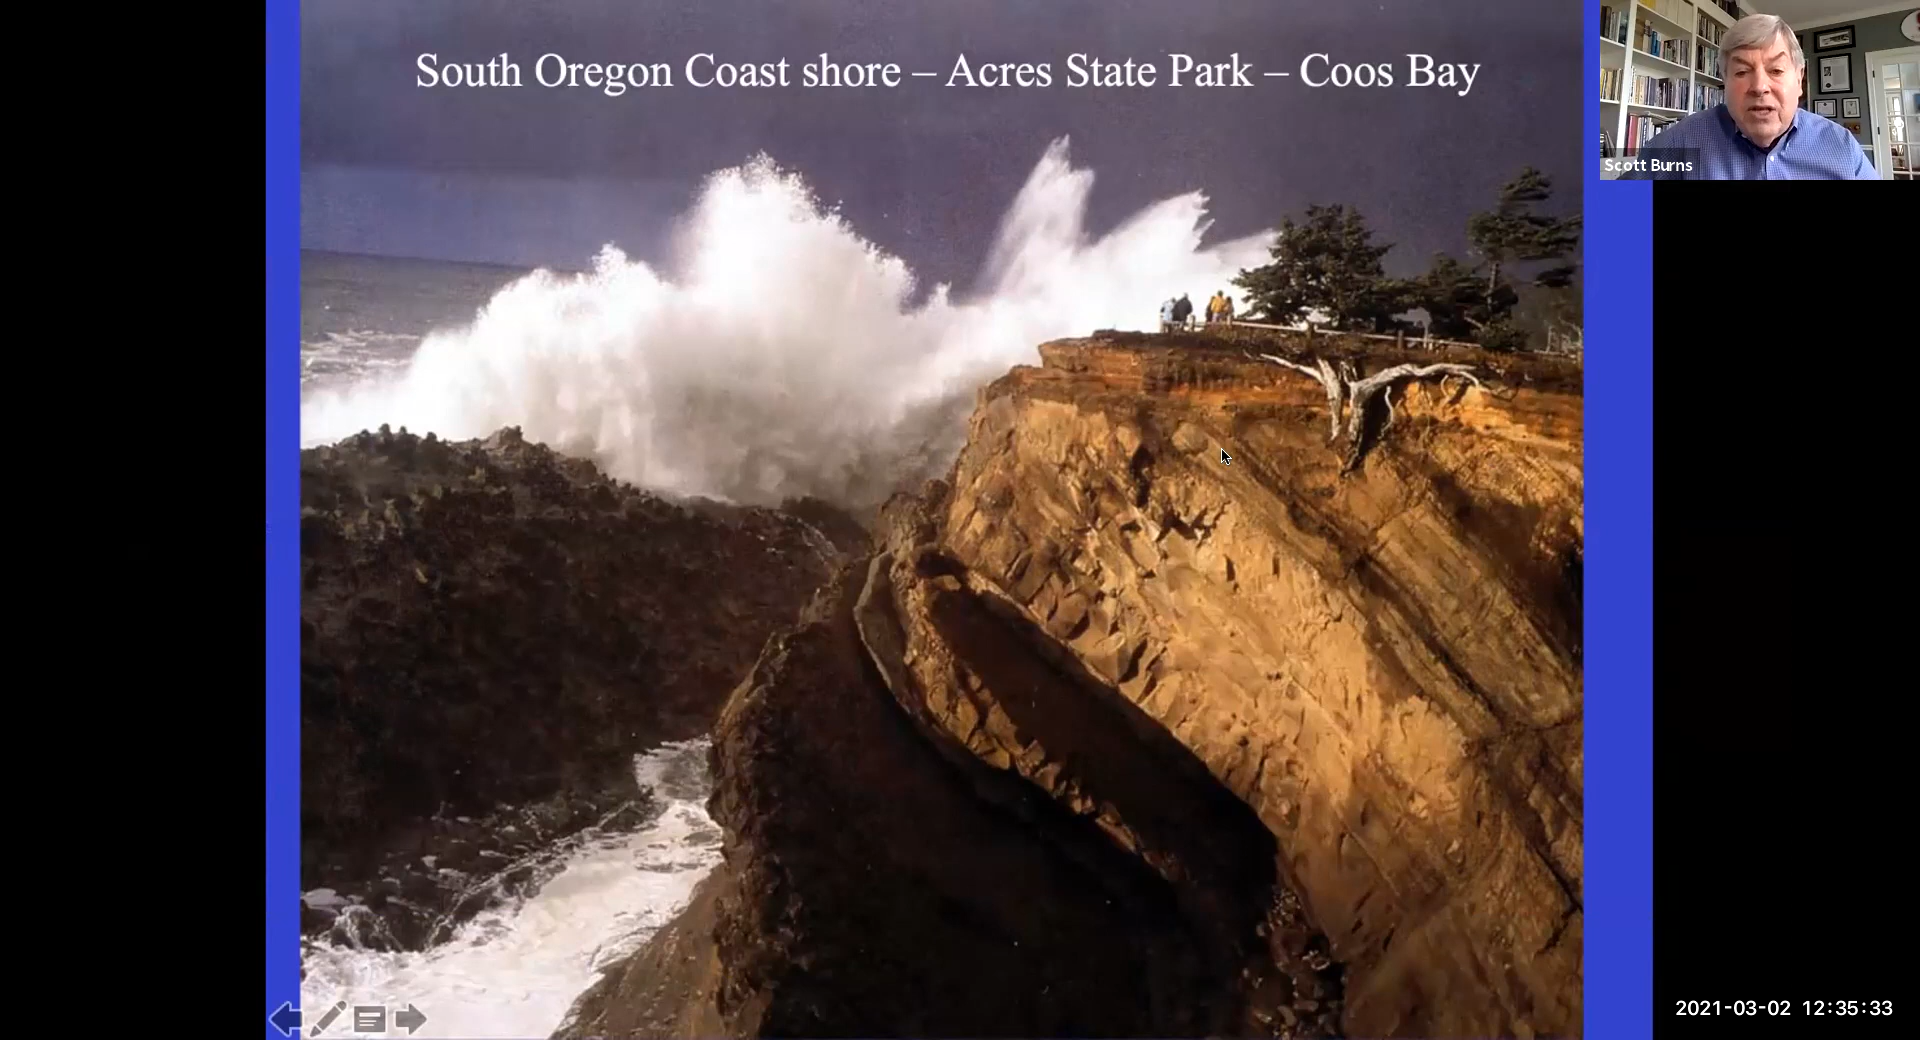 South Oregon Coast shore – Acres State Park – Coos Bay
Scott Burns
2021-03-02 12:35:33